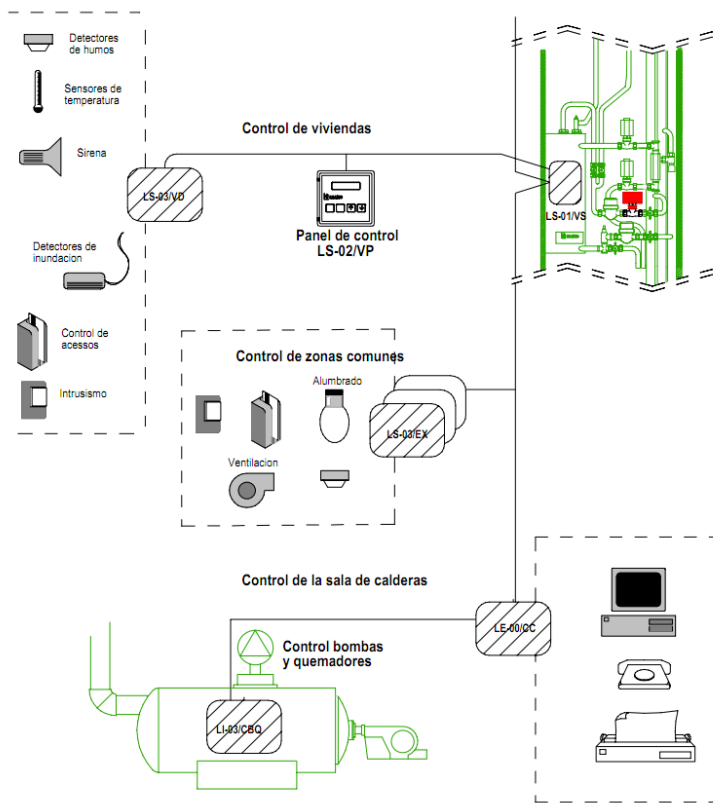 Detectores
de humos
Sensores de
temperatura
Sirena
LS-03/VD
Detectores de
inundacion
Control de
acessos
Intrusismo
Control de viviendas
Panel de control
LS-02/VP
LS-01/VS
Control de zonas comunes
Alumbrado
LS-03/EX
Ventilacion
Control de la sala de calderas
LE-00/CC
Control bombas
y quemadores
LI-03/CBQ